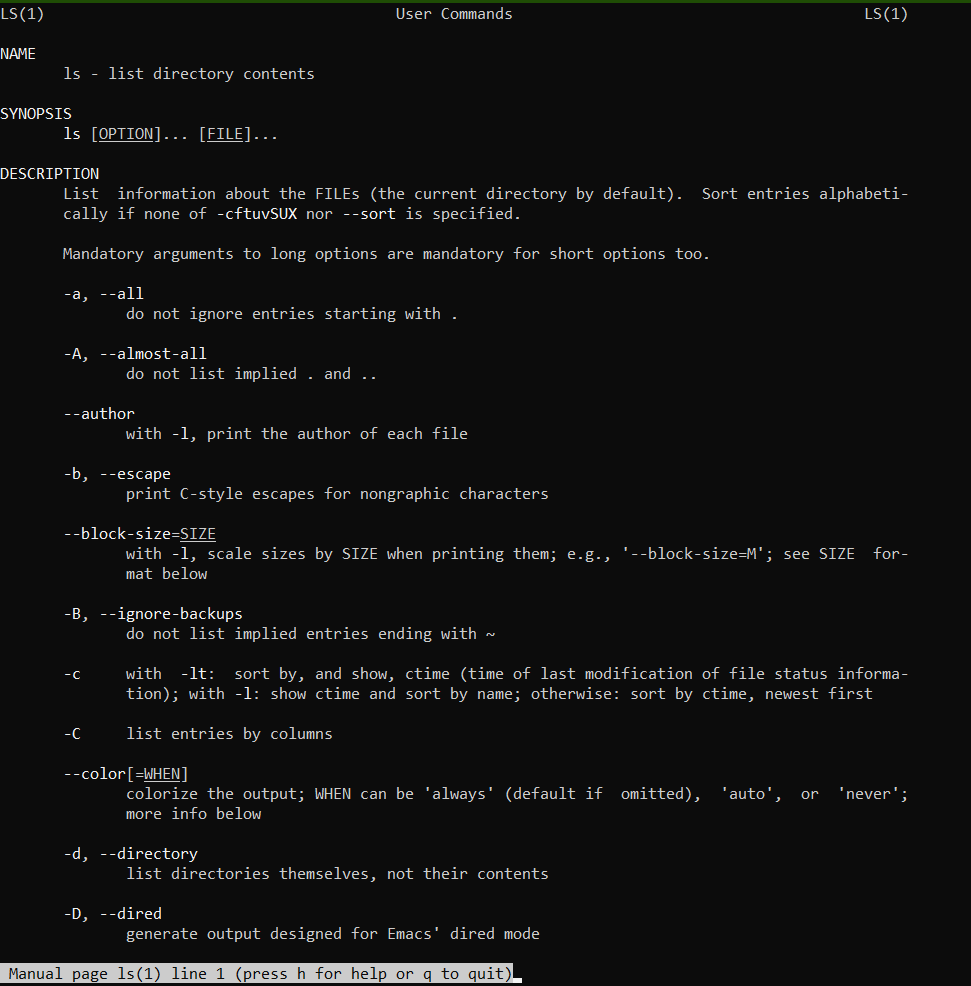 LS(1) User Commands LS(1)
NAME
ls - list directory contents
SYNOPSIS
ls [OPTION]... [FILE]...
DESCRIPTION
List  information about the FILEs (the current directory by default).  Sort entries alphabeti-
cally if none of -cftuvSUX nor --sort is specified.
Mandatory arguments to long options are mandatory for short options too.
-a, --all
do not ignore entries starting with .
-A, --almost-all
do not list implied . and ..
--author
with -l, print the author of each file
-b, --escape
print C-style escapes for nongraphic characters
--block-size=SIZE
with -l, scale sizes by SIZE when printing them; e.g., '--block-size=M'; see SIZE  for-
mat below
-B, --ignore-backups
do not list implied entries ending with ~
-c     with  -lt:  sort by, and show, ctime (time of last modification of file status informa-
tion); with -l: show ctime and sort by name; otherwise: sort by ctime, newest first
-C     list entries by columns
--color[=WHEN]
colorize the output; WHEN can be 'always' (default if  omitted),  'auto',  or  'never';
more info below
-d, --directory
list directories themselves, not their contents
-D, --dired
generate output designed for Emacs' dired mode
Manual page ls(1) line 1 (press h for help or q to quit)